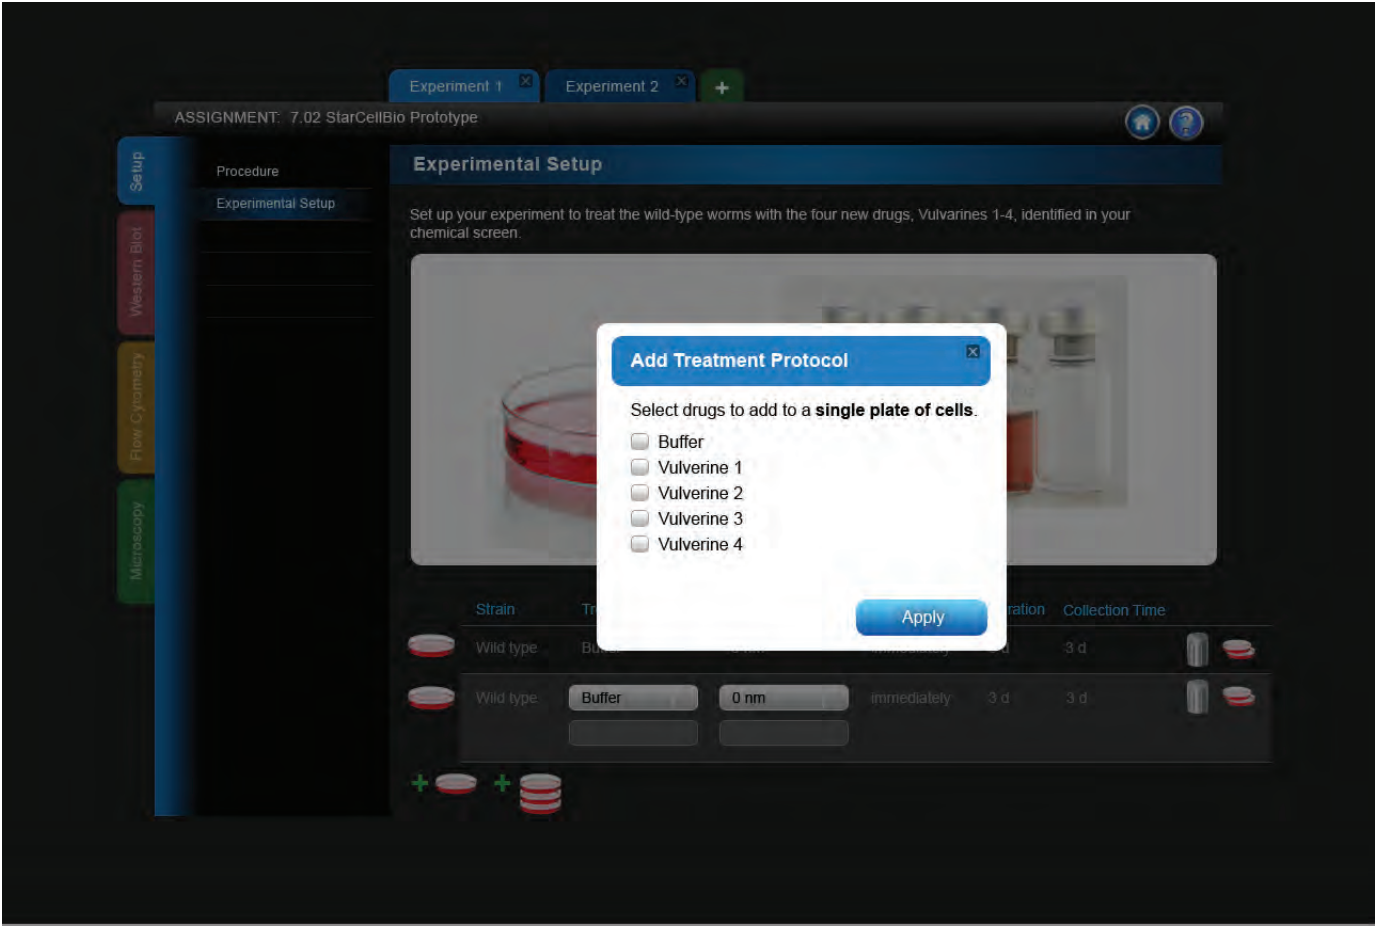 Experiment 1
Experiment 2
ASSIGNMENT: 7.02 StarCellBio Prototype
Setup
Western Blot
Flow Cytometry
Microscopy
Procedure
Experimental Setup
Experimental Setup
Set up your experiment to treat the wild-type worms with the four new drugs, Vulvarines 1-4, identified in your
chemical screen.
Add Treatment Protocol
Select drugs to add to a single plate of cells.
Buffer
Vulverine 1
Vulverine 2
Vulverine 3
Vulverine 4
Apply
Strain Collection Time
Wild type 3 d
Wild type Buffer 0 nm immediately 3 d 3 d